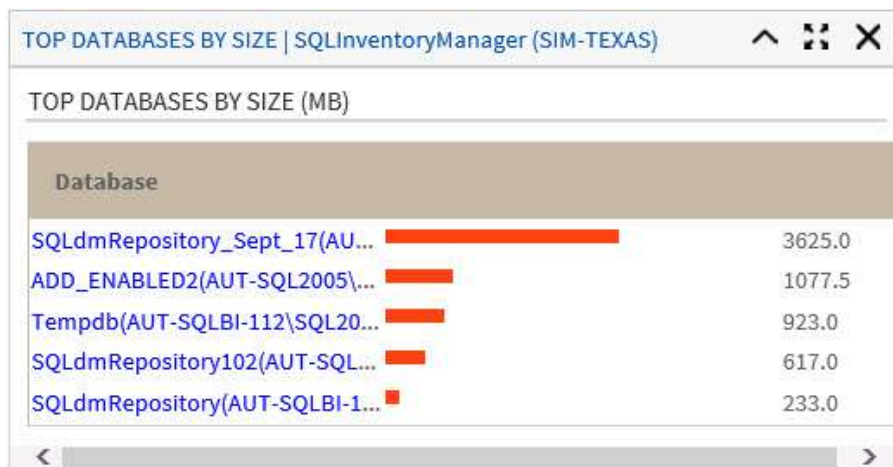 TOP DATABASES BY SIZE | SQLInventoryManager (SIM-TEXAS)
TOP DATABASES BY SIZE (MB)
Database
SQLdmRepository_Sept_17(AU... 3625.0
ADD_ENABLED2(AUT-SQL2005\... 1077.5
Tempdb(AUT-SQLBI-112\SQL20... 923.0
SQLdmRepository102(AUT-SQL... 617.0
SQLdmRepository(AUT-SQLBI-1... 233.0